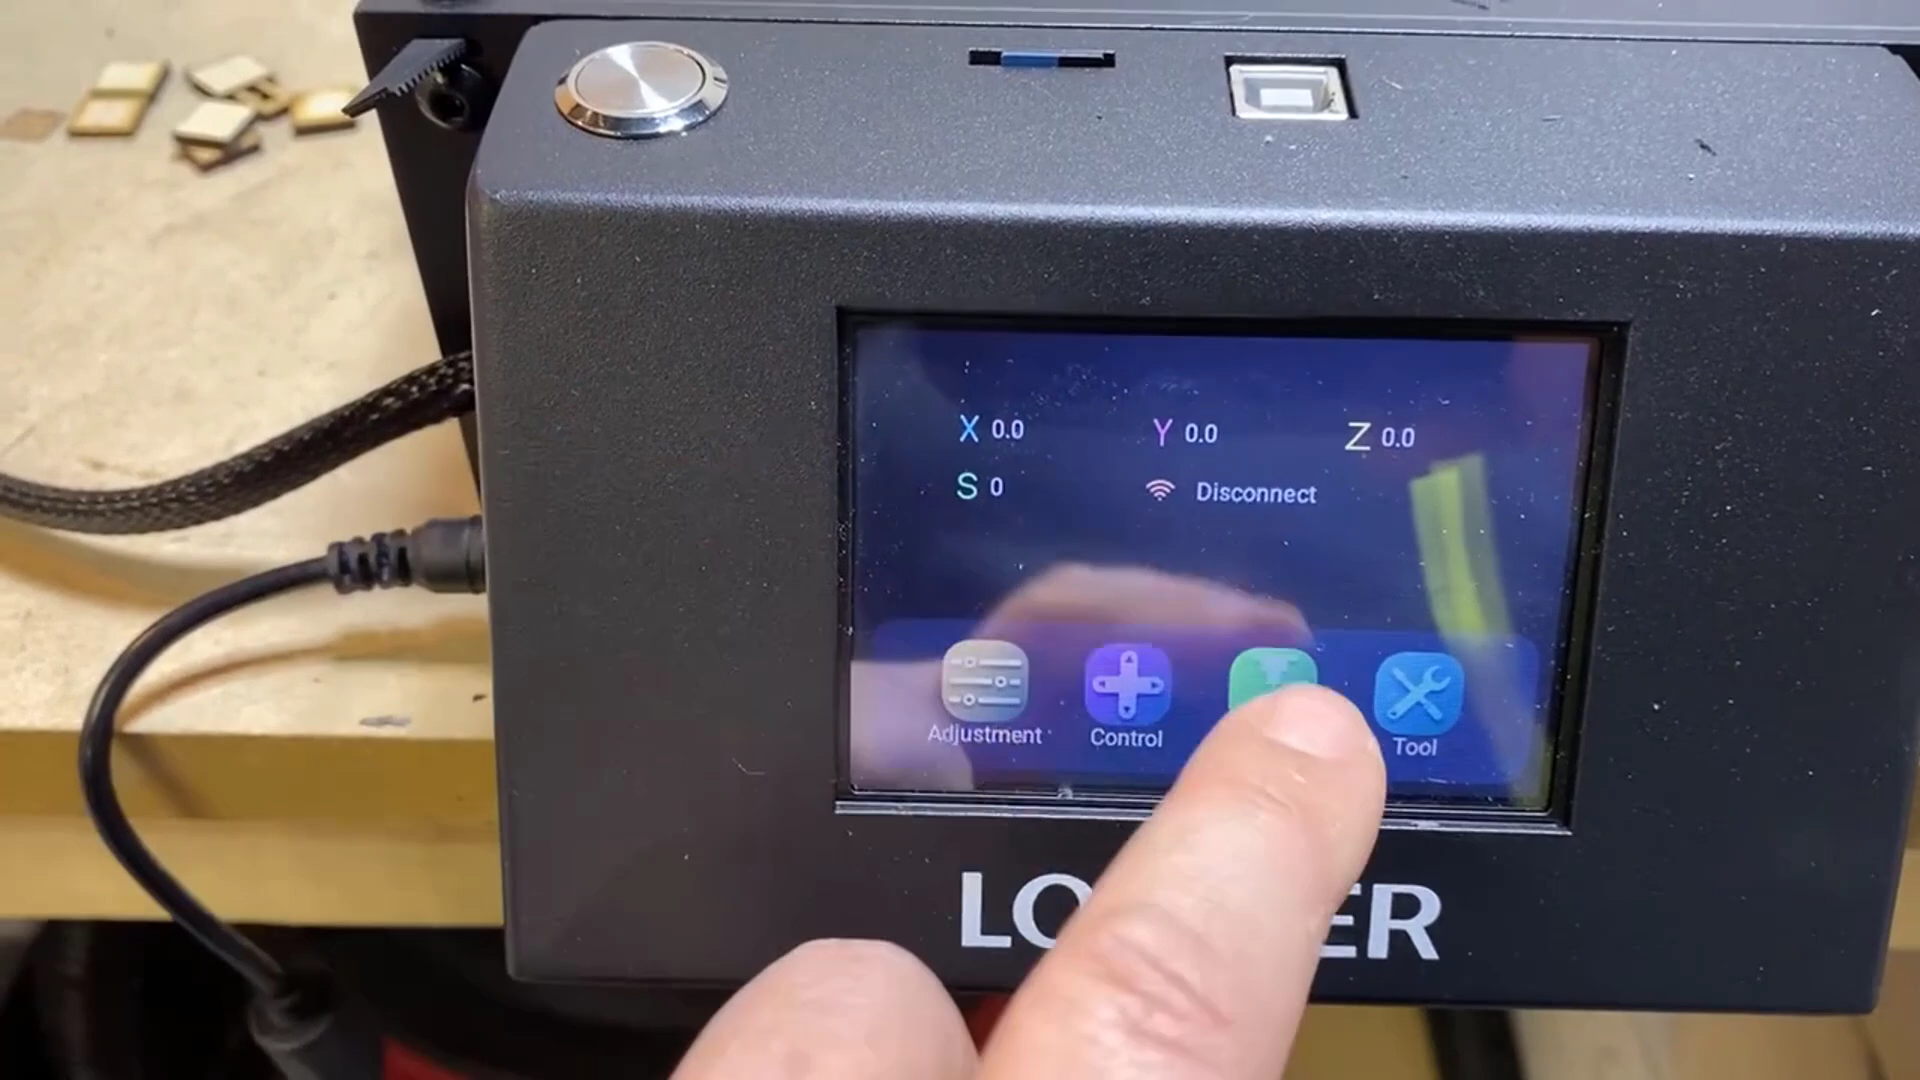 X 0.0 Y 0.0 Z 0.0
S 0 Disconnect
Adjustment Control Tool
LO ER